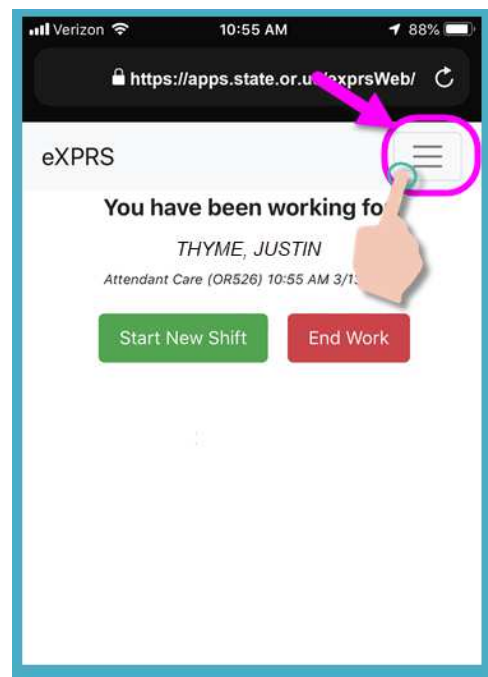 Verizon 10:55 AM 88%
https://apps.state.or.u /exprsWeb/
eXPRS
You have been working fo
THYME, JUSTIN
Attendant Care (OR526) 10:55 AM 3/1
Start New Shift End Work